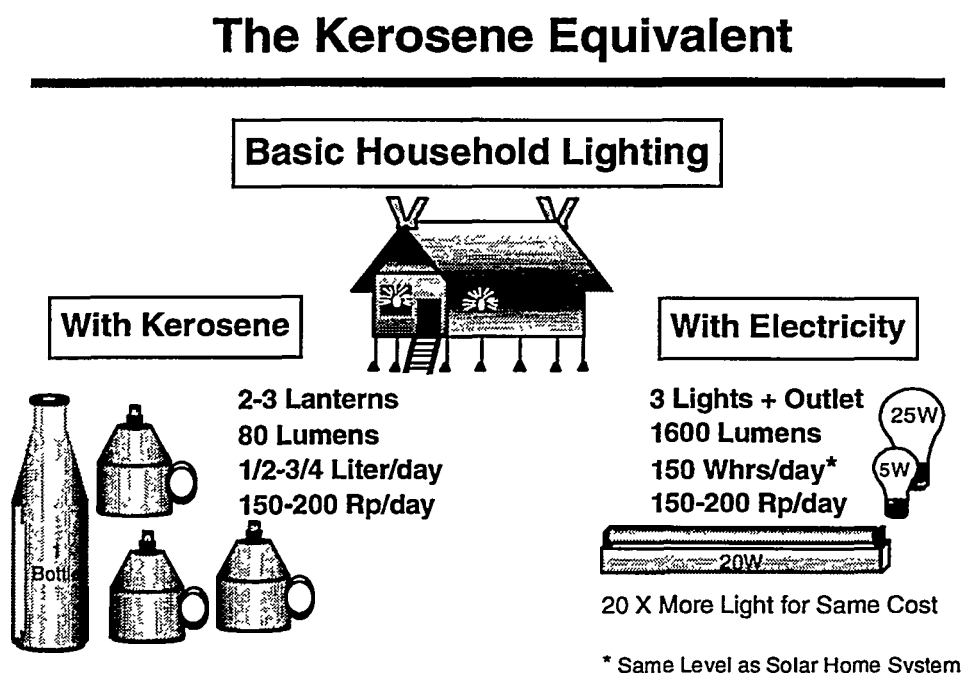 The Kerosene Equivalent
Basic Household Lighting
With Kerosene
2-3 Lanterns
80 Lumens
1/2-3/4 Liter/day
150-200 Rp/day
1
Bottle
With Electricity
3 Lights + Outlet
1600 Lumens
150 Whrs/day*
150-200 Rp/day
25W
5W
20W
20 X More Light for Same Cost
* Same Level as Solar Home System